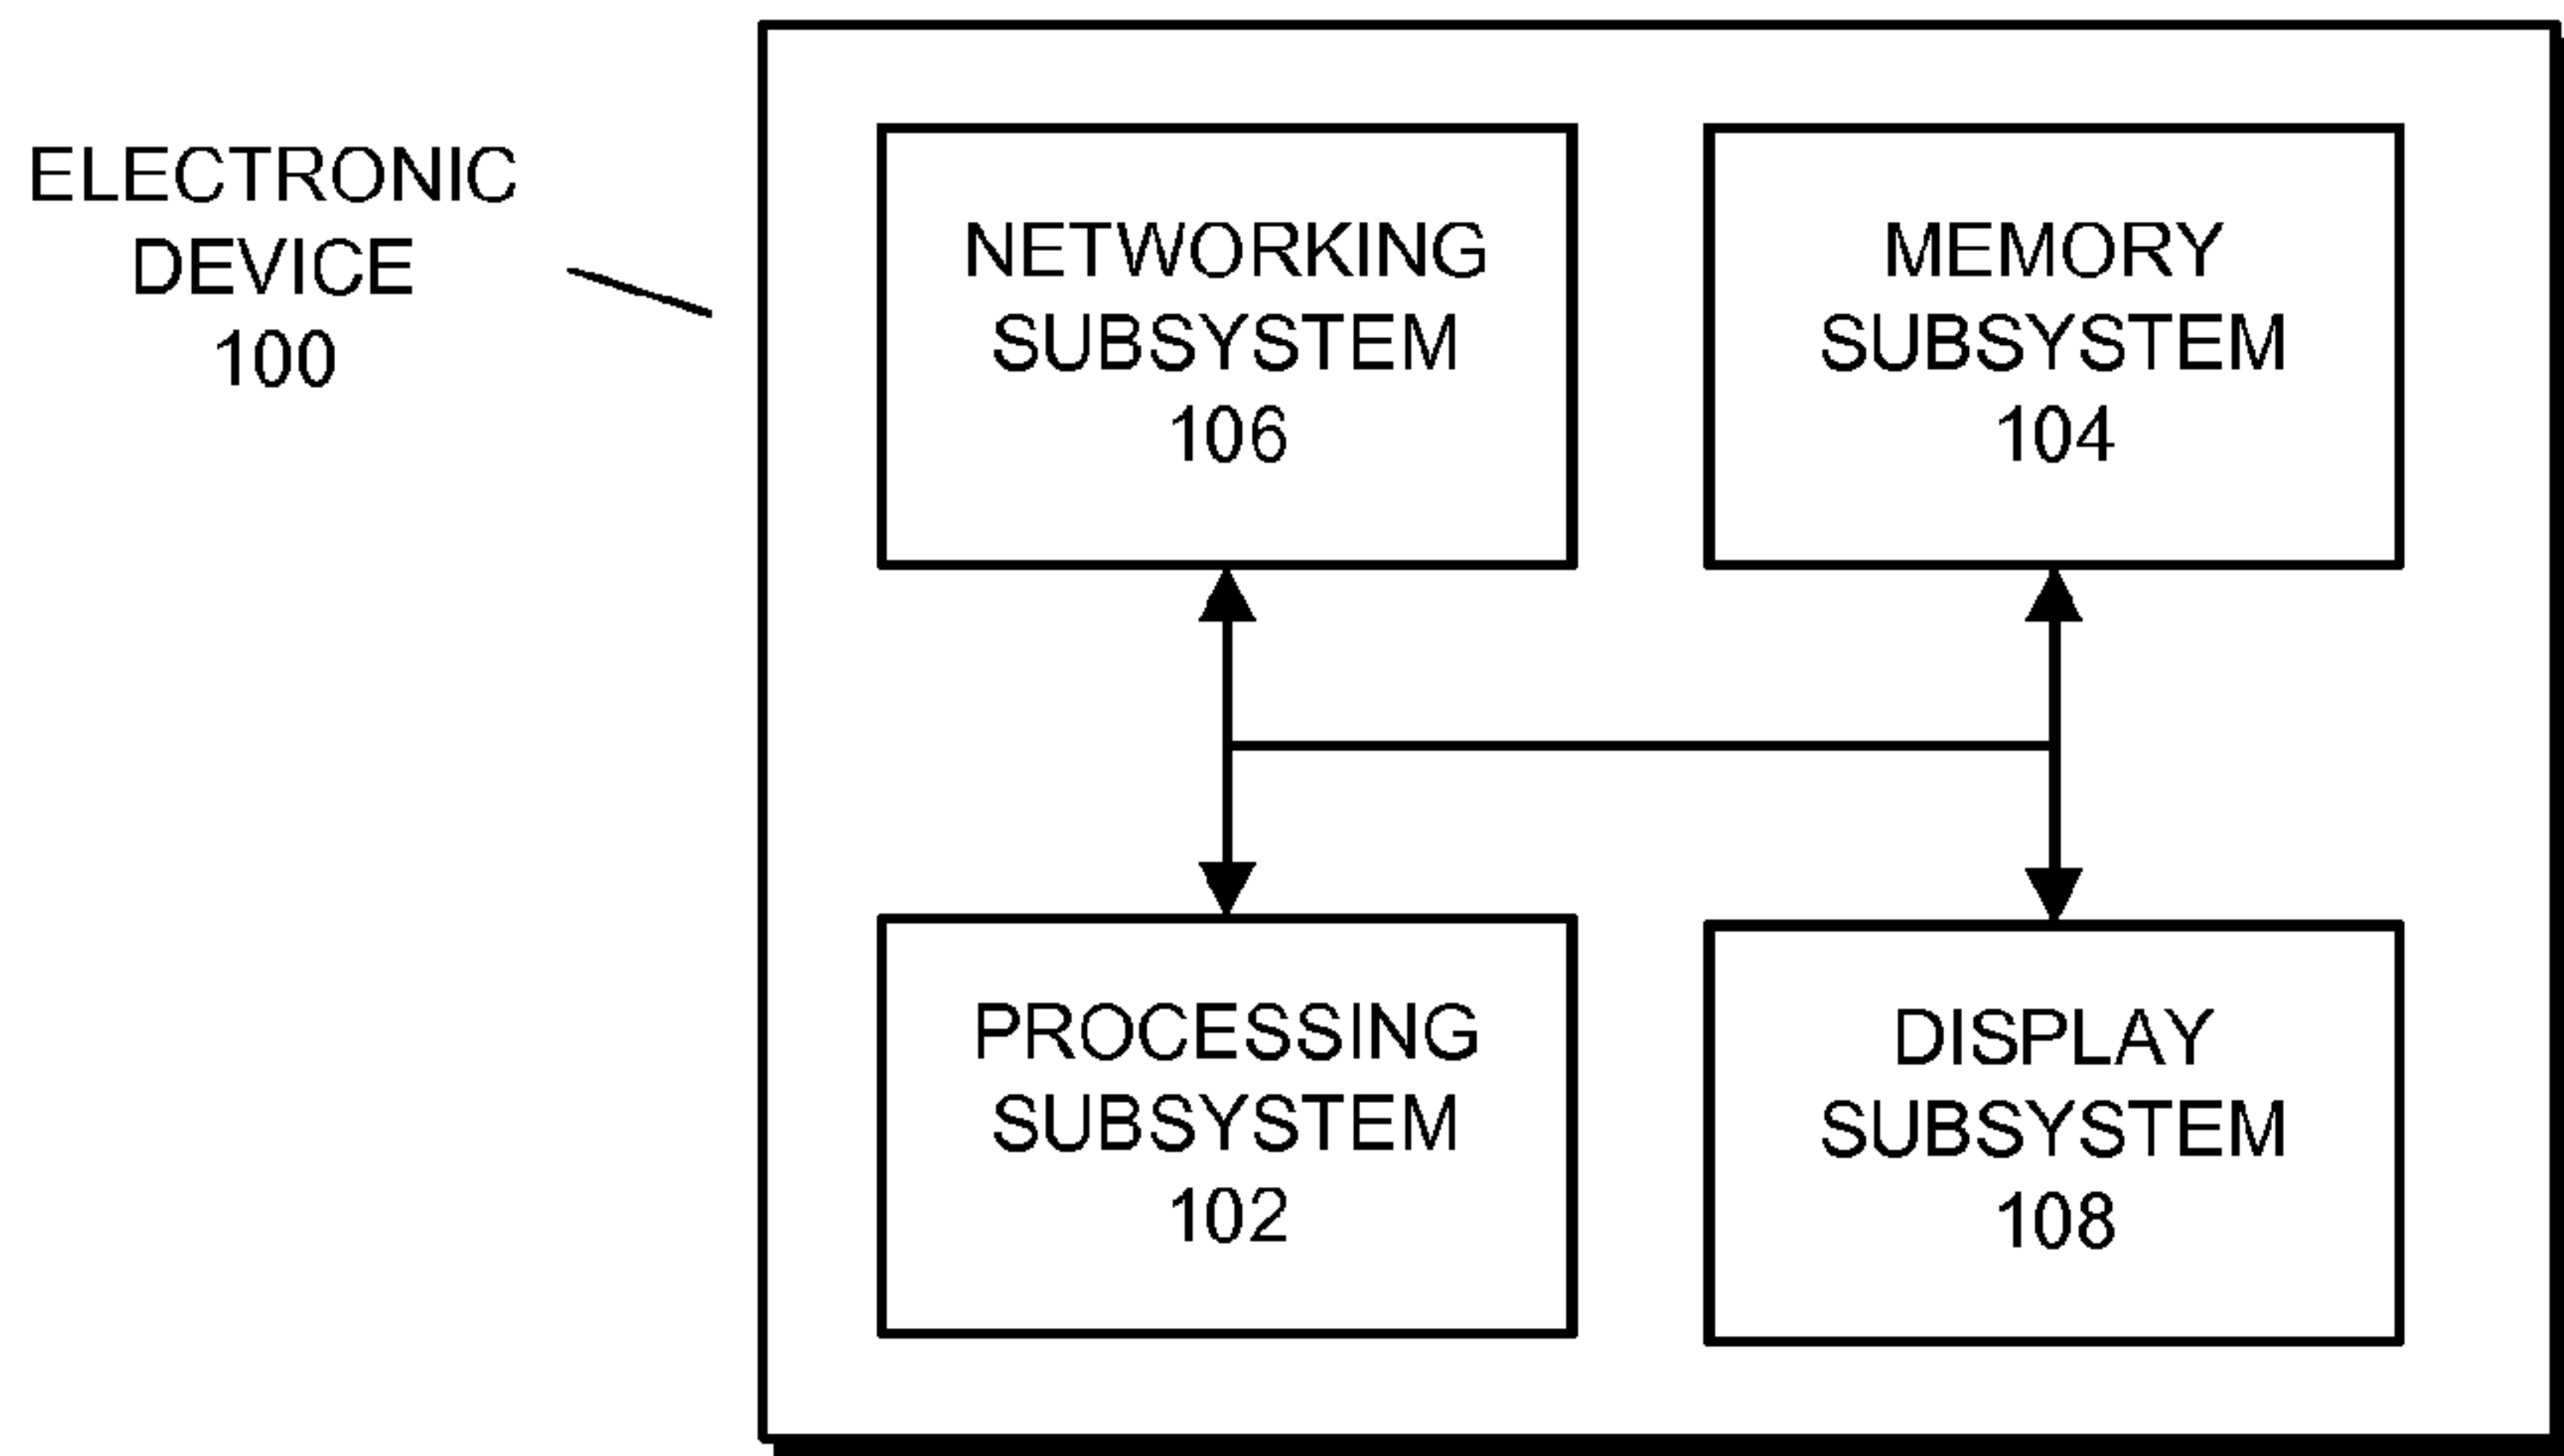 ELECTRONIC
DEVICE
100
NETWORKING
SUBSYSTEM
106
MEMORY
SUBSYSTEM
104
PROCESSING
SUBSYSTEM
102
DISPLAY
SUBSYSTEM
108